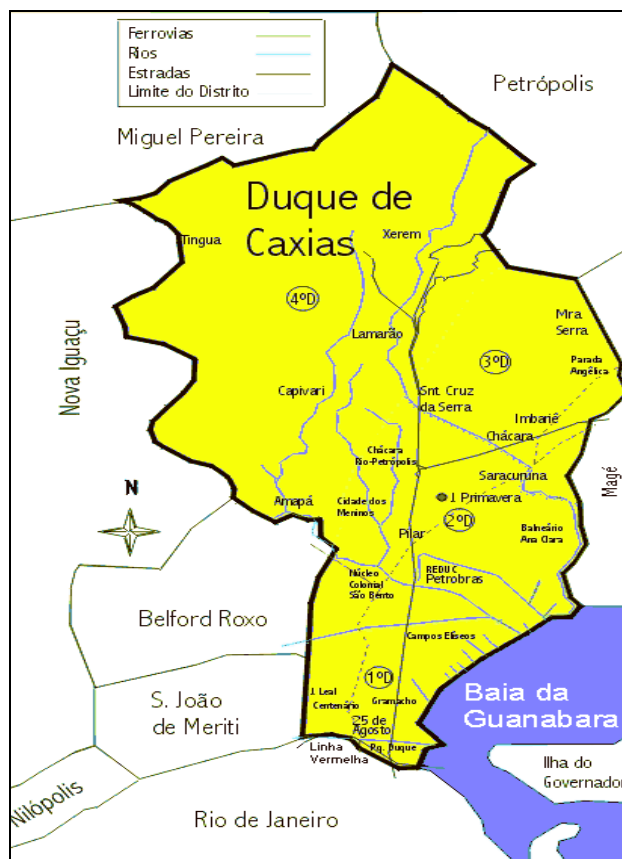 Ferrovias
Rios
Estradas
Limite do Distrito
Petrópolis
Miguel Pereira
Duque de
Caxias
Tingua
Xerem
4ºD
Mra
Serra
Lamarão
3ºD
Parada
Angêlica
Nova Iguaçu
Capivari
Snt. Cruz
da Serra
Imbariê
Chácara
Chácara
Rio-Petrópolis
Saracuruna
Magé
N
Amapá
Cidade dos
Meninos
J. Primavera
2ºD
Pilar
Balneário
Ana Clara
Núcleo
Colonial
São Bento
REDUC
Petrobras
Belford Roxo
Campos Elíseos
1ºD
J. Leal
Centenário
Gramacho
25 de
Agosto
Baia da
Guanabara
S. João
de Meriti
Linha
Vermelha
Pq. Duque
Ilha do
Governador
Nilópolis
Rio de Janeiro